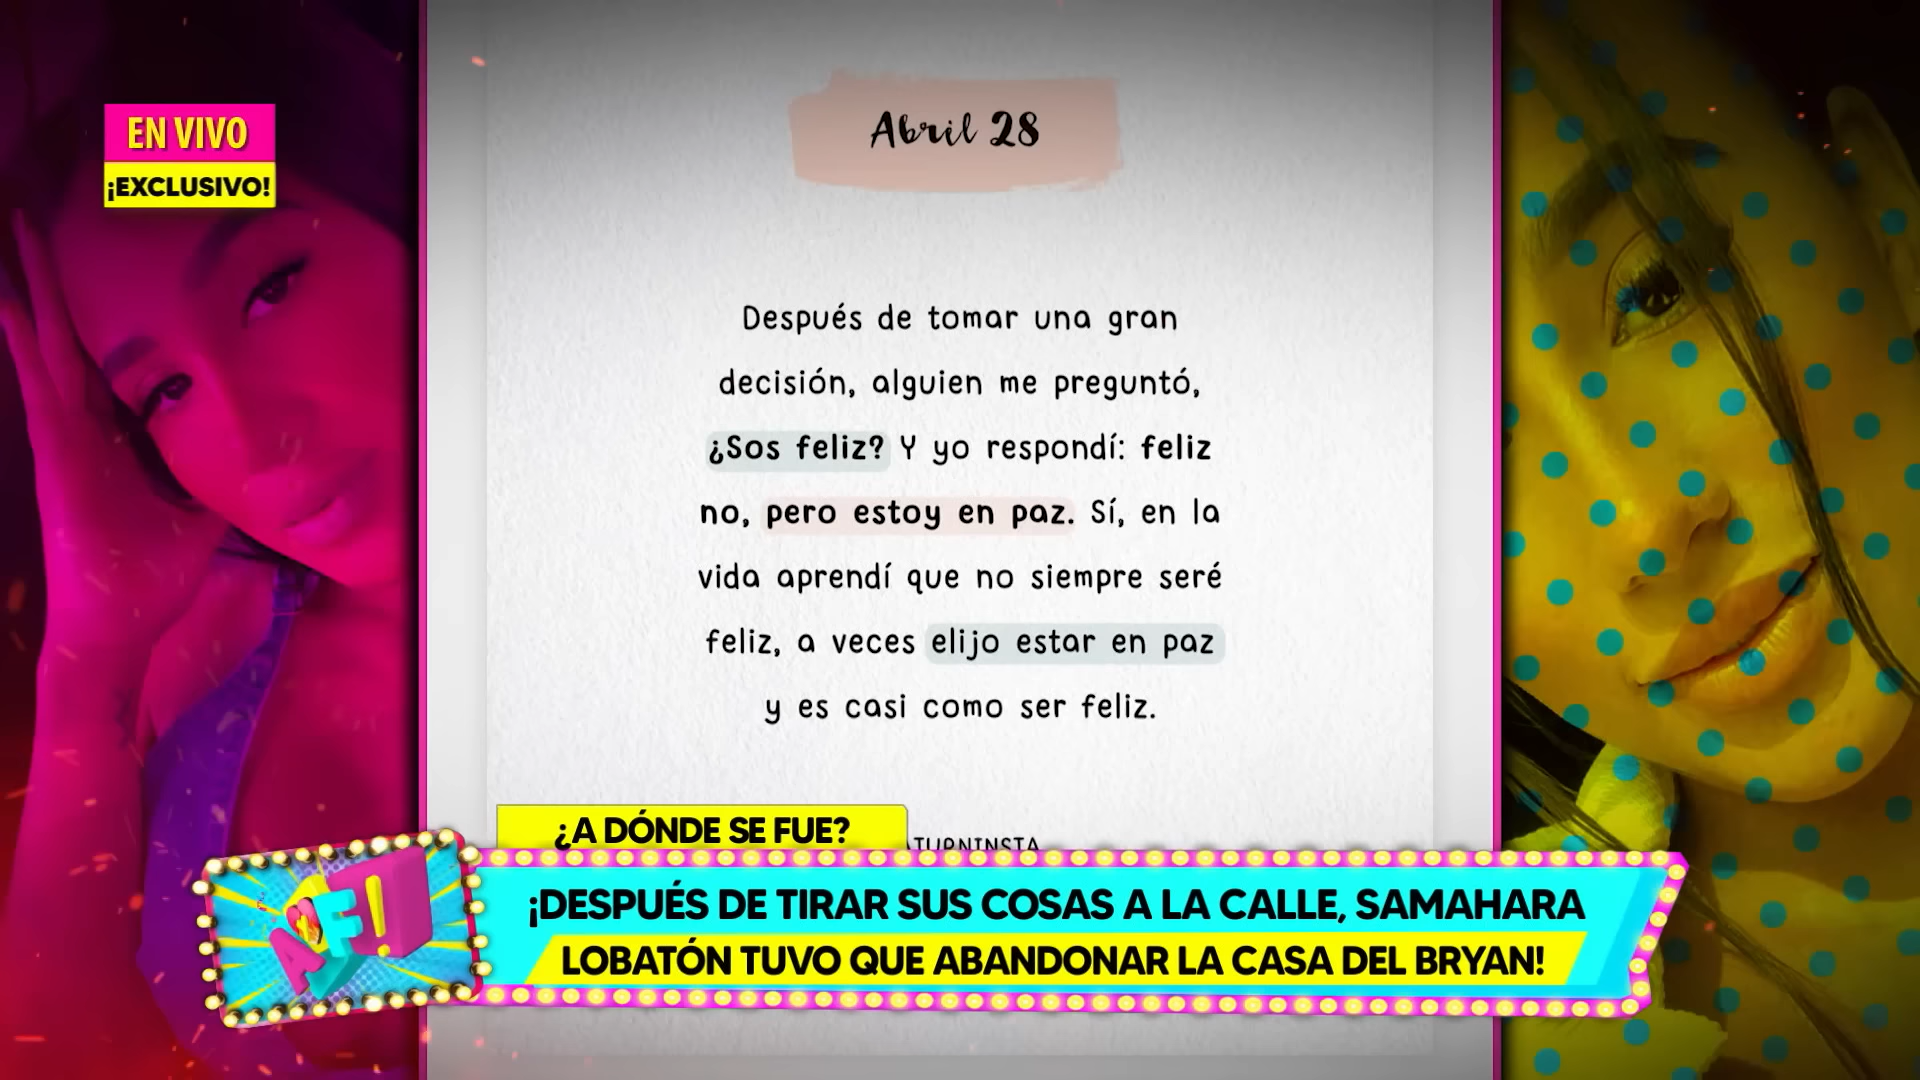 EN VIVO
¡EXCLUSIVO!
Abril 28
Después de tomar una gran
decisión, alguien me preguntó,
¿Sos feliz? Y yo respondí: feliz
no, pero estoy en paz. Sí, en la
vida aprendí que no siempre seré
feliz, a veces elijo estar en paz
y es casi como ser feliz.
¿A DÓNDE SE FUE?
TURNINSTA
AF!
¡DESPUÉS DE TIRAR SUS COSAS A LA CALLE, SAMAHARA
LOBATÓN TUVO QUE ABANDONAR LA CASA DEL BRYAN!